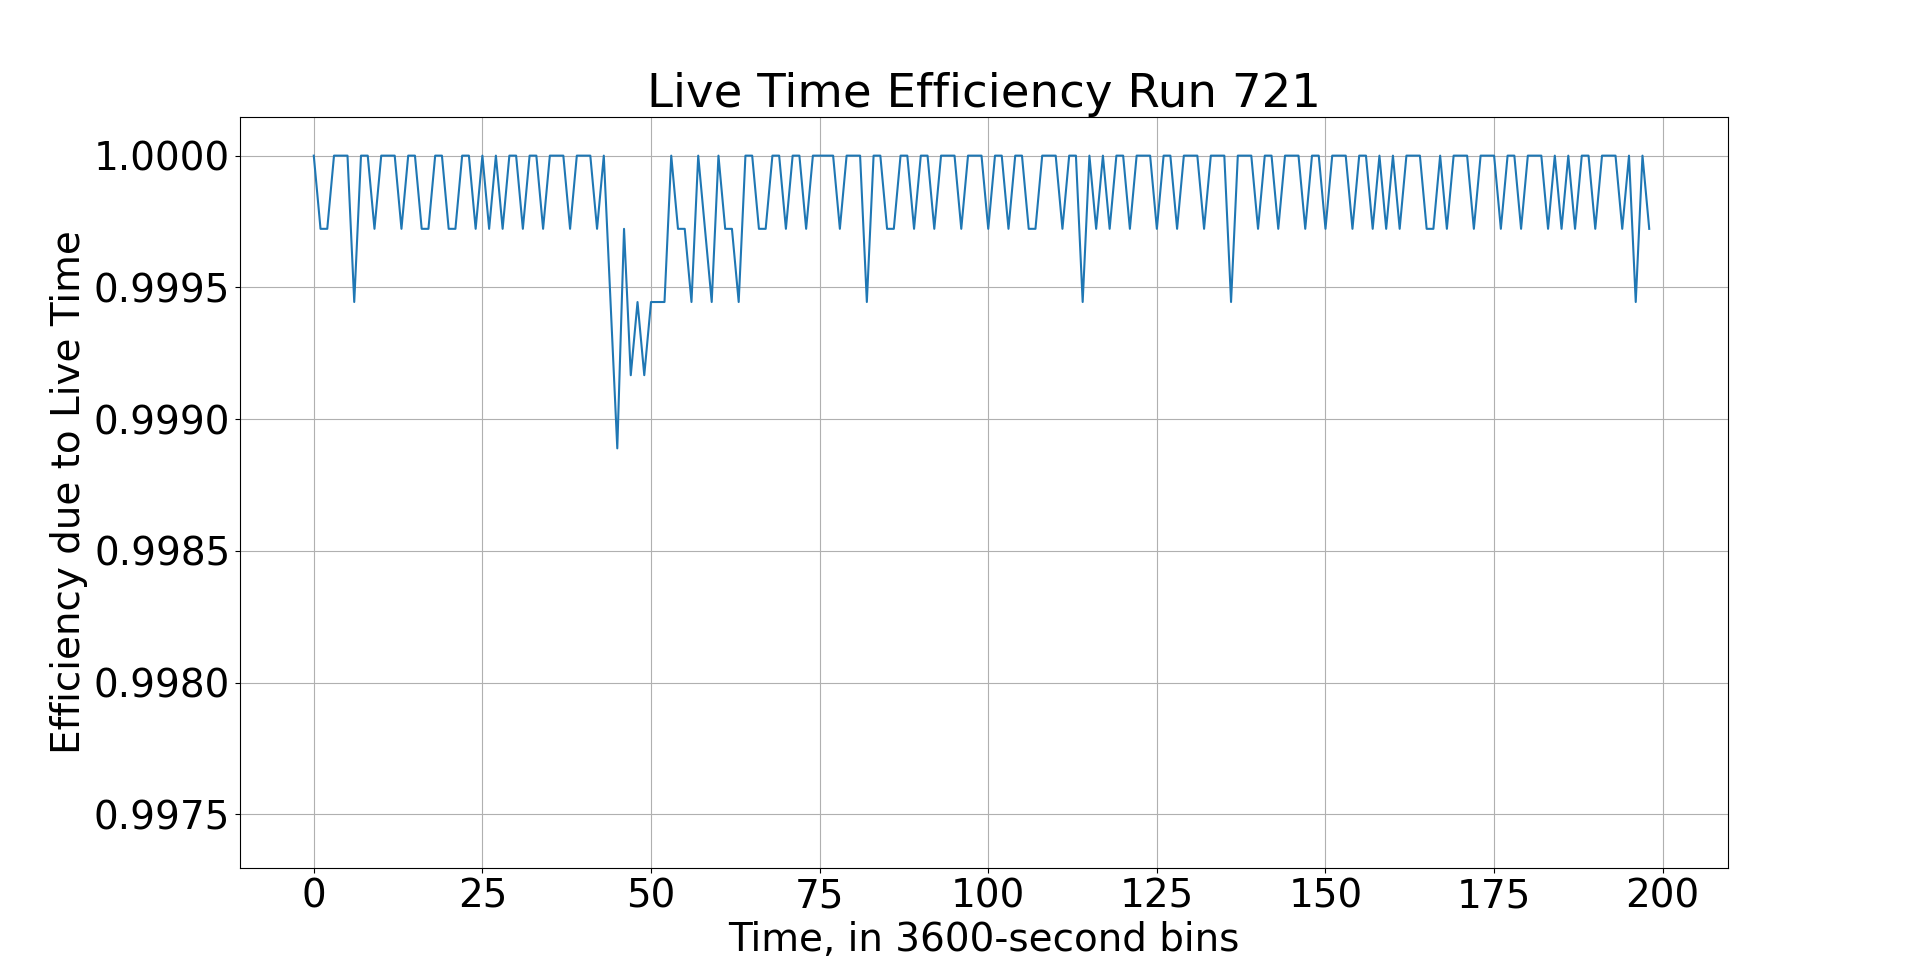 Live Time Efficiency Run 721
Efficiency due to Live Time
1.0000
0.9995
0.9990
0.9985
0.9980
0.9975
0 25 50 75 100 125 150 175 200
Time, in 3600-second bins